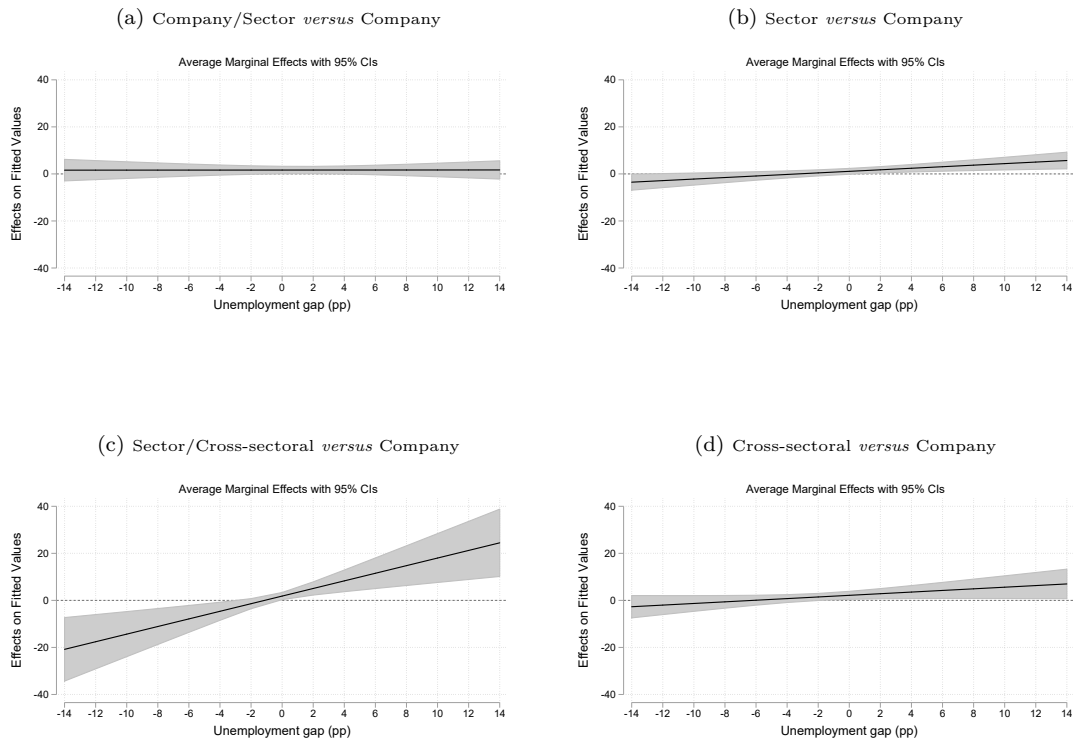 (a) Company/Sector versus Company
Average Marginal Effects with 95% CIs
Effects on Fitted Values
40
20
0
-20
-40
-14 -12 -10 -8 -6 -4 -2 0 2 4 6 8 10 12 14
Unemployment gap (pp)
(b) Sector versus Company
Average Marginal Effects with 95% CIs
Effects on Fitted Values
40
20
0
-20
-40
-14 -12 -10 -8 -6 -4 -2 0 2 4 6 8 10 12 14
Unemployment gap (pp)
(c) Sector/Cross-sectoral versus Company
Average Marginal Effects with 95% CIs
Effects on Fitted Values
40
20
0
-20
-40
-14 -12 -10 -8 -6 -4 -2 0 2 4 6 8 10 12 14
Unemployment gap (pp)
(d) Cross-sectoral versus Company
Average Marginal Effects with 95% CIs
Effects on Fitted Values
40
20
0
-20
-40
-14 -12 -10 -8 -6 -4 -2 0 2 4 6 8 10 12 14
Unemployment gap (pp)